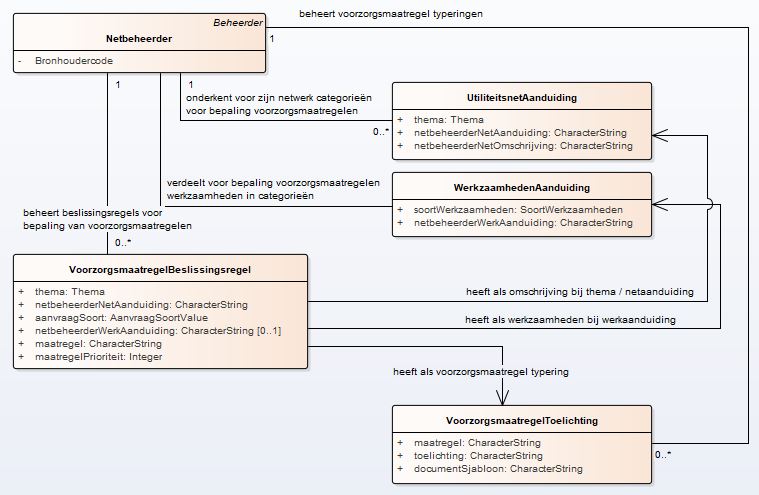 beheert voorzorgsmaatregel typeringen
Beheerder
Netbeheerder
- Bronhoudercode
1
1
1
onderkent voor zijn netwerk categorieën
voor bepaling voorzorgsmaatregelen
0..*
UtiliteitsnetAanduiding
+ thema: Thema
+ netbeheerderNetAanduiding: CharacterString
+ netbeheerderNetOmschrijving: CharacterString
verdeelt voor bepaling voorzorgsmaatregelen
werkzaamheden in categorieën
WerkzaamhedenAanduiding
+ soortWerkzaamheden: SoortWerkzaamheden
+ netbeheerderWerkAanduiding: CharacterString
beheert beslissingsregels voor
bepaling van voorzorgsmaatregelen
0..*
VoorzorgsmaatregelBeslissingsregel
+ thema: Thema
+ netbeheerderNetAanduiding: CharacterString
+ aanvraagSoort: AanvraagSoortValue
+ netbeheerderWerkAanduiding: CharacterString [0..1]
+ maatregel: CharacterString
+ maatregelPrioriteit: Integer
heeft als omschrijving bij thema / netaanduiding
heeft als werkzaamheden bij werkaanduiding
heeft als voorzorgsmaatregel typering
VoorzorgsmaatregelToelichting
+ maatregel: CharacterString
+ toelichting: CharacterString
+ documentSjabloon: CharacterString
0..*